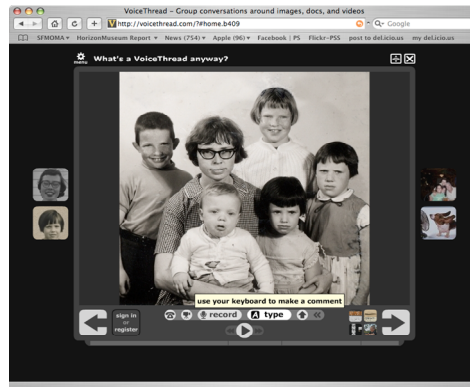 VoiceThread – Group conversations around images, docs, and videos
http://voicethread.com/?#home.b409
Google
SFMOMA HorizonMuseum Report News (754) Apple (96) Facebook | PS Flickr-PSS post to del.icio.us my del.icio.us
menu
What's a VoiceThread anyway?
use your keyboard to make a comment
sign in
or
register
record
A type